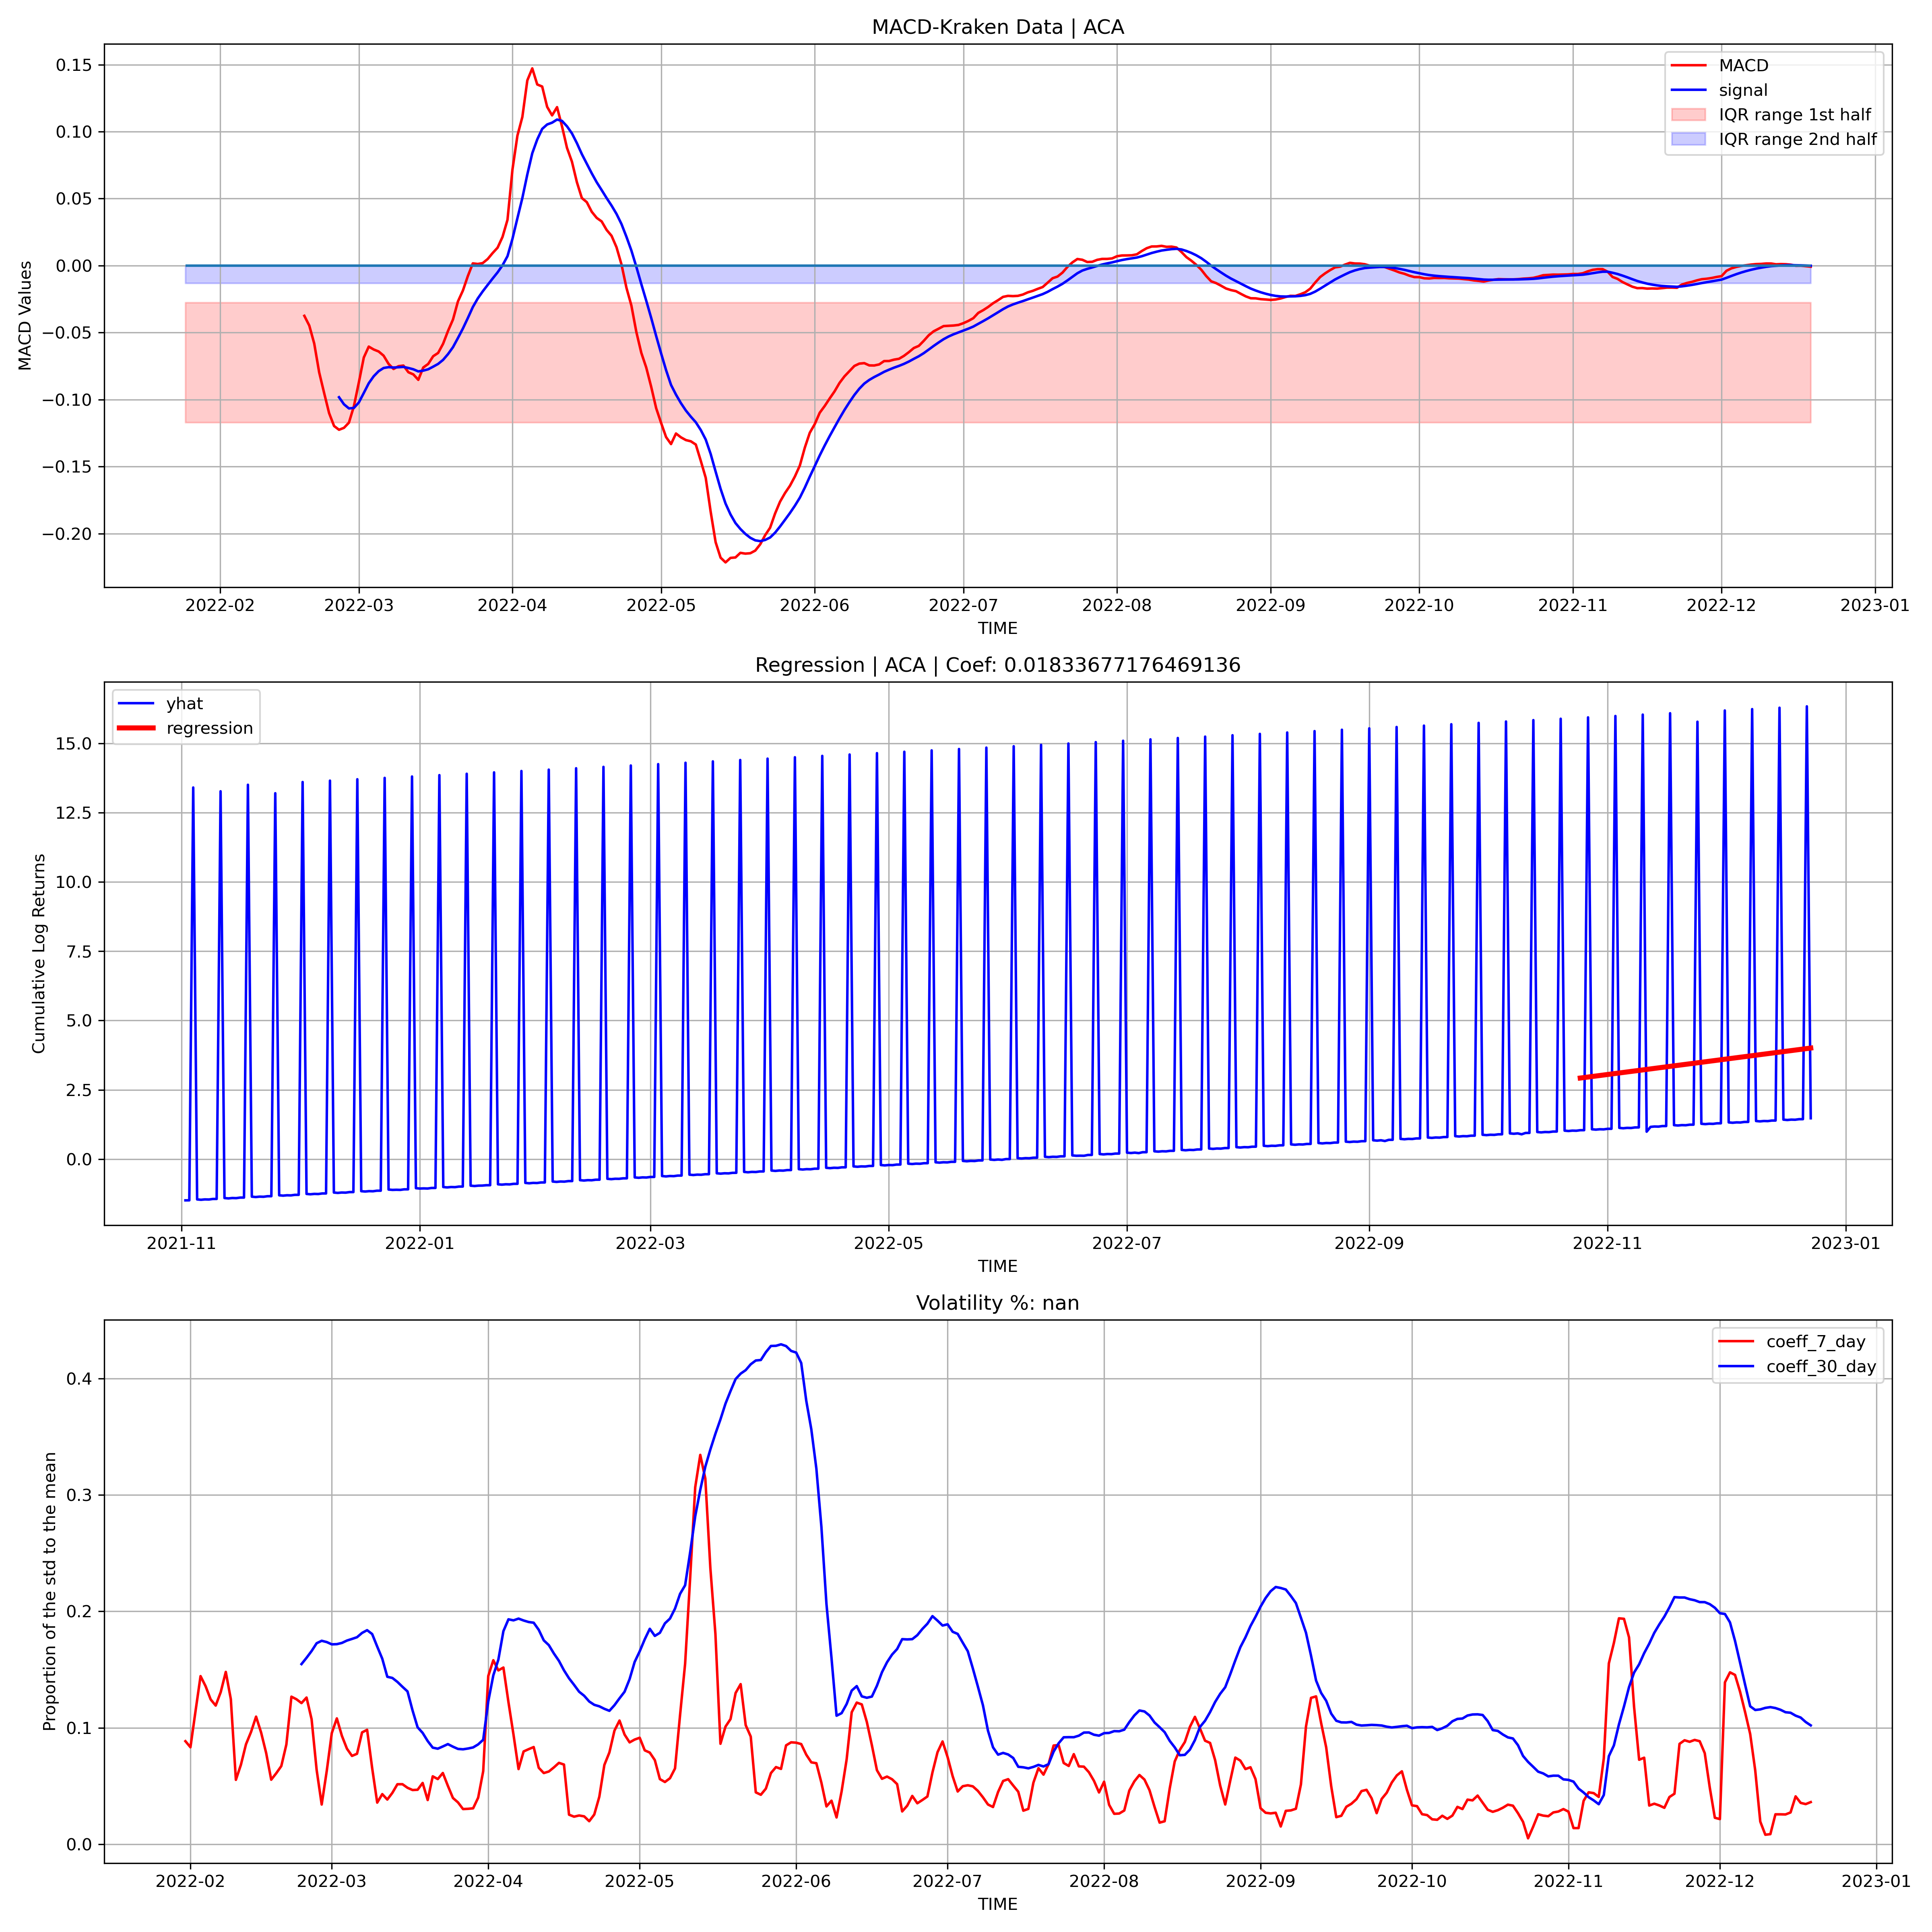 MACD-Kraken Data | ACA
0.15
0.10
0.05
0.00
−0.05
−0.10
−0.15
−0.20
MACD Values
MACD
signal
IQR range 1st half
IQR range 2nd half
2022-02 2022-03 2022-04 2022-05 2022-06 2022-07 2022-08 2022-09 2022-10 2022-11 2022-12 2023-01
TIME
Regression | ACA | Coef: 0.01833677176469136
yhat
regression
15.0
12.5
10.0
7.5
5.0
2.5
0.0
Cumulative Log Returns
2021-11 2022-01 2022-03 2022-05 2022-07 2022-09 2022-11 2023-01
TIME
Volatility %: nan
coeff_7_day
coeff_30_day
0.4
0.3
0.2
0.1
0.0
Proportion of the std to the mean
2022-02 2022-03 2022-04 2022-05 2022-06 2022-07 2022-08 2022-09 2022-10 2022-11 2022-12 2023-01
TIME